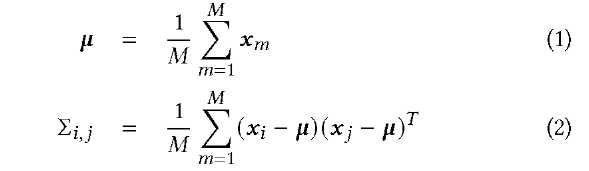 μ = 1/M ∑_{m=1}^{M} x_m (1)
Σ_{i,j} = 1/M ∑_{m=1}^{M} (x_i − μ)(x_j − μ)^T (2)